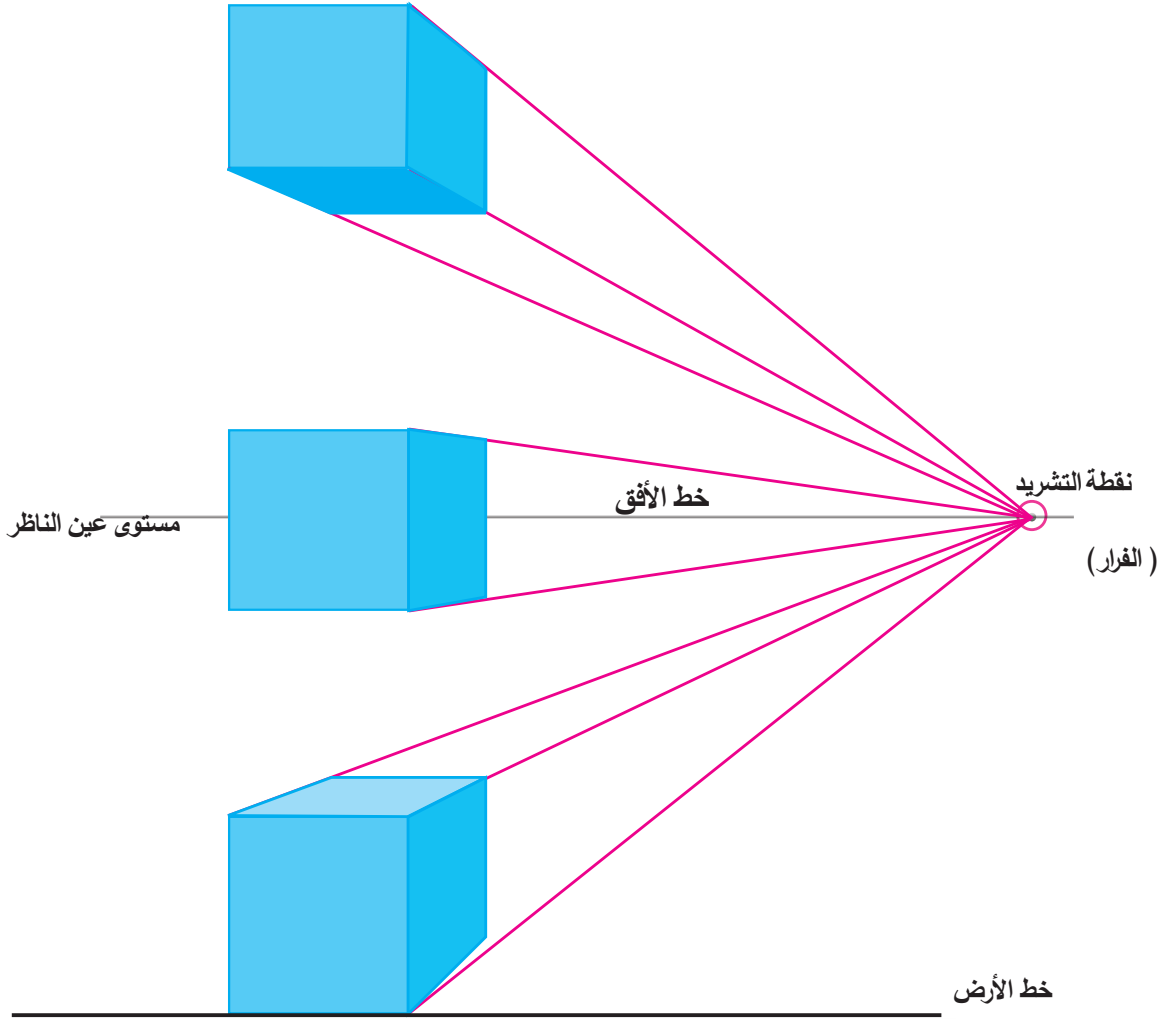 نقطة التشريد
خط الأفق
مستوى عين الناظر
( الفرار)
خط الأرض